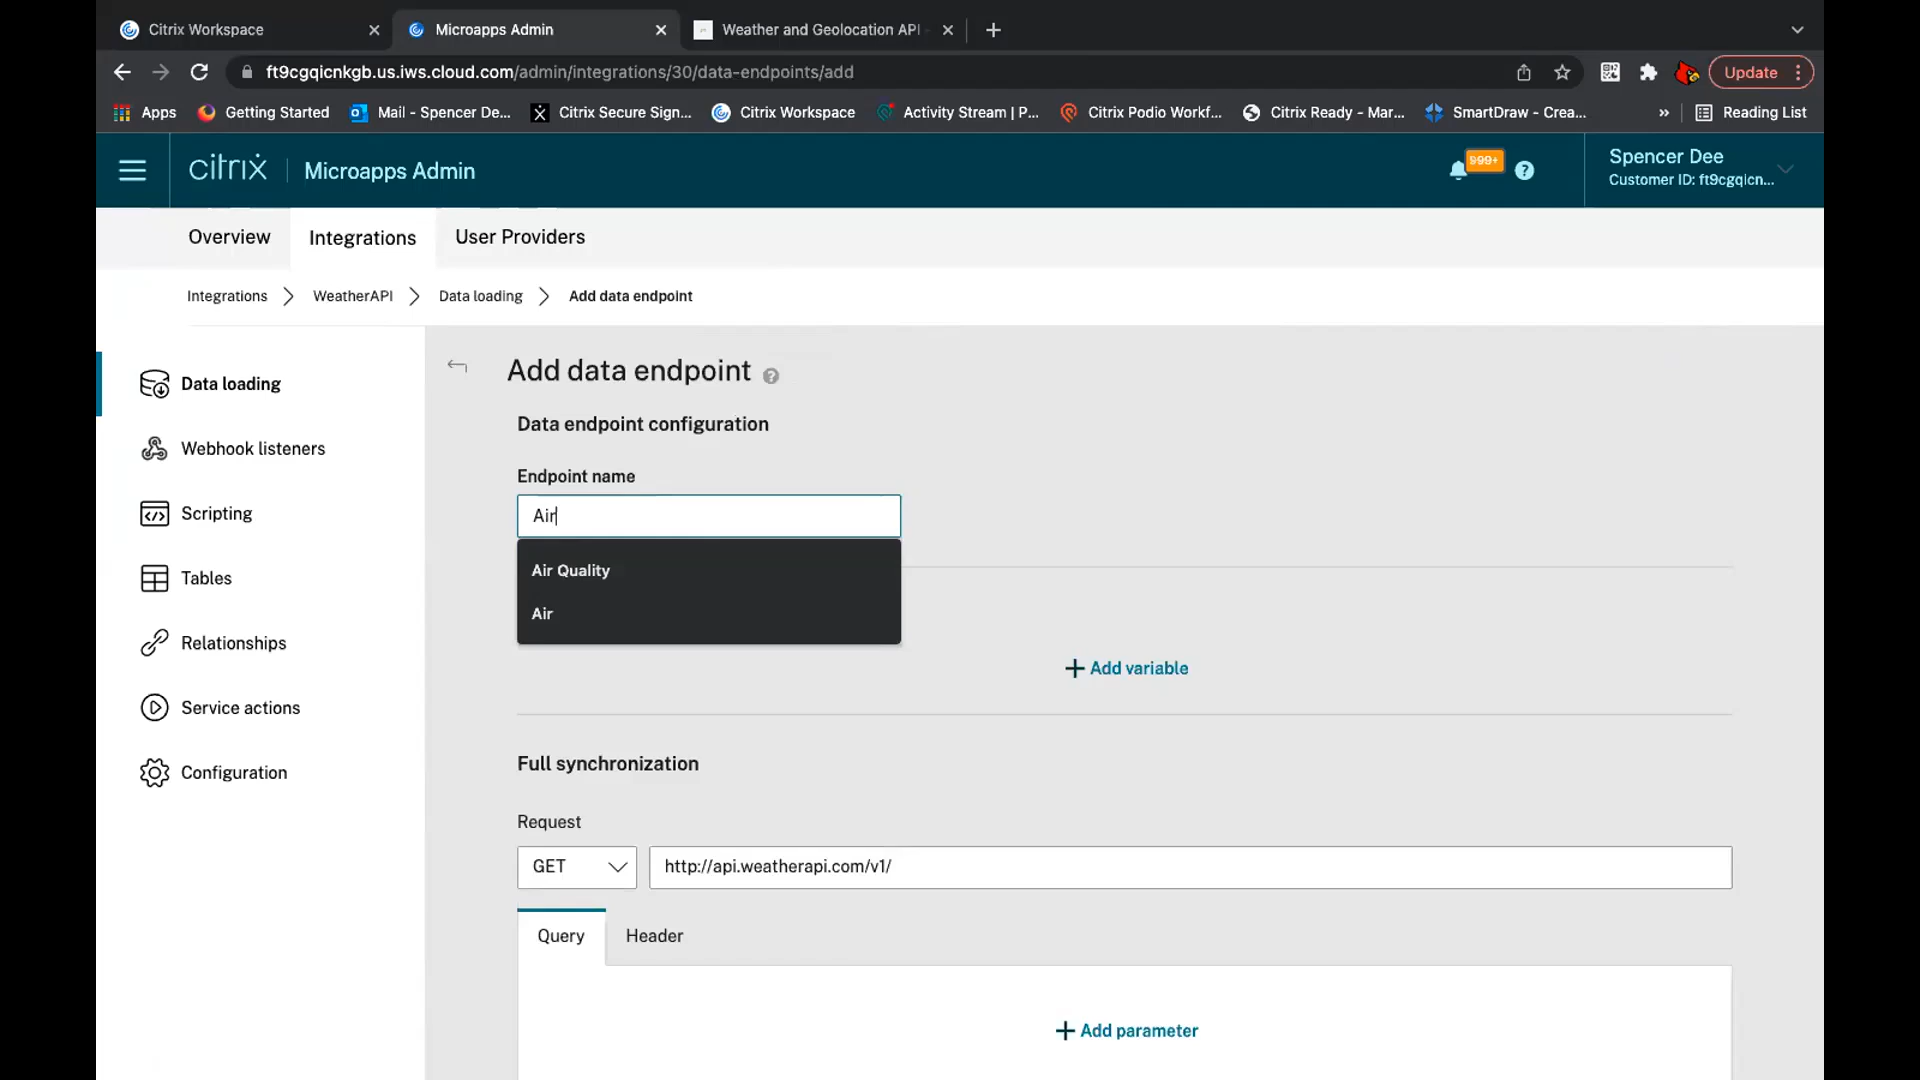 Citrix Workspace
Microapps Admin
Weather and Geolocation API -
ft9cgqicnkgb.us.iws.cloud.com/admin/integrations/30/data-endpoints/add
Update
Apps
Getting Started
Mail - Spencer De...
Citrix Secure Sign...
Citrix Workspace
Activity Stream | P...
Citrix Podio Workf...
Citrix Ready - Mar...
SmartDraw - Crea...
»
Reading List
citrix
Microapps Admin
999+
?
Spencer Dee
Customer ID: ft9cgqicn...
Overview
Integrations
User Providers
Integrations
WeatherAPI
Data loading
Add data endpoint
Data loading
Webhook listeners
Scripting
Tables
Relationships
Service actions
Configuration
Add data endpoint ?
Data endpoint configuration
Endpoint name
Air
Air Quality
Air
+ Add variable
Full synchronization
Request
GET
http://api.weatherapi.com/v1/
Query
Header
+ Add parameter